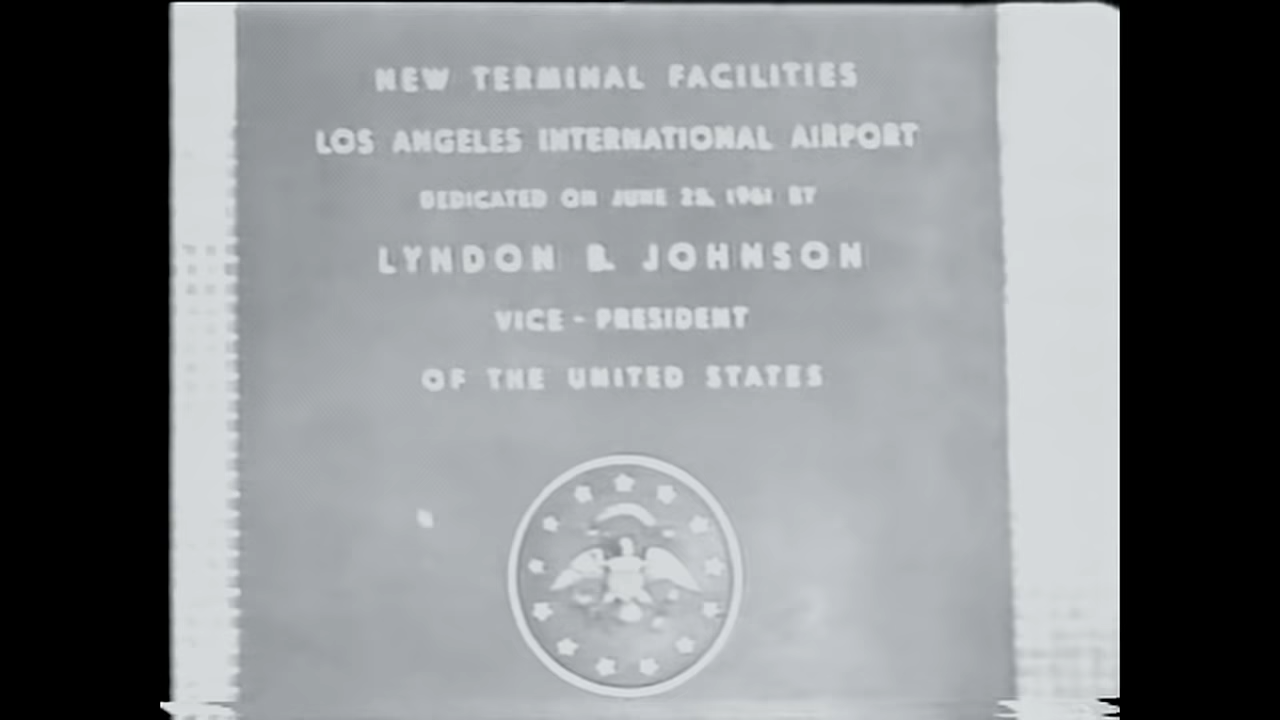 NEW TERMINAL FACILITIES
LOS ANGELES INTERNATIONAL AIRPORT
DEDICATED ON JUNE 25, 1961 BY
LYNDON B. JOHNSON
VICE - PRESIDENT
OF THE UNITED STATES